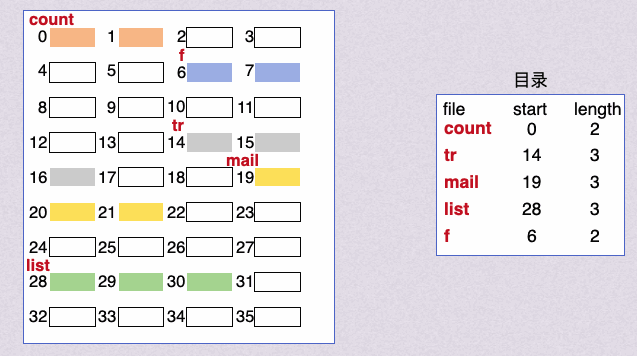 count
0 1 2 3
f
4 5 6 7
8 9 10 11
tr
12 13 14 15
mail
16 17 18 19
20 21 22 23
24 25 26 27
list
28 29 30 31
32 33 34 35
目录
file start length
count 0 2
tr 14 3
mail 19 3
list 28 3
f 6 2